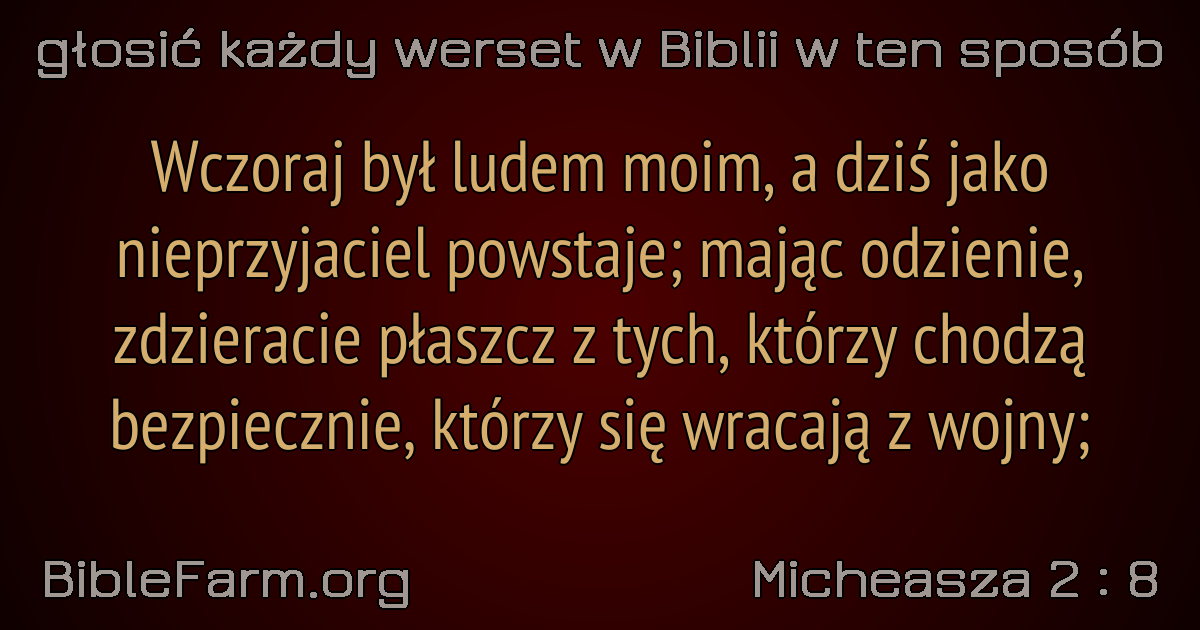 głosić każdy werset w Biblii w ten sposób
Wczoraj był ludem moim, a dziś jako
nieprzyjaciel powstaje; mając odzienie,
zdzieracie płaszcz z tych, którzy chodzą
bezpiecznie, którzy się wracają z wojny;
BibleFarm.org
Micheasza 2 : 8